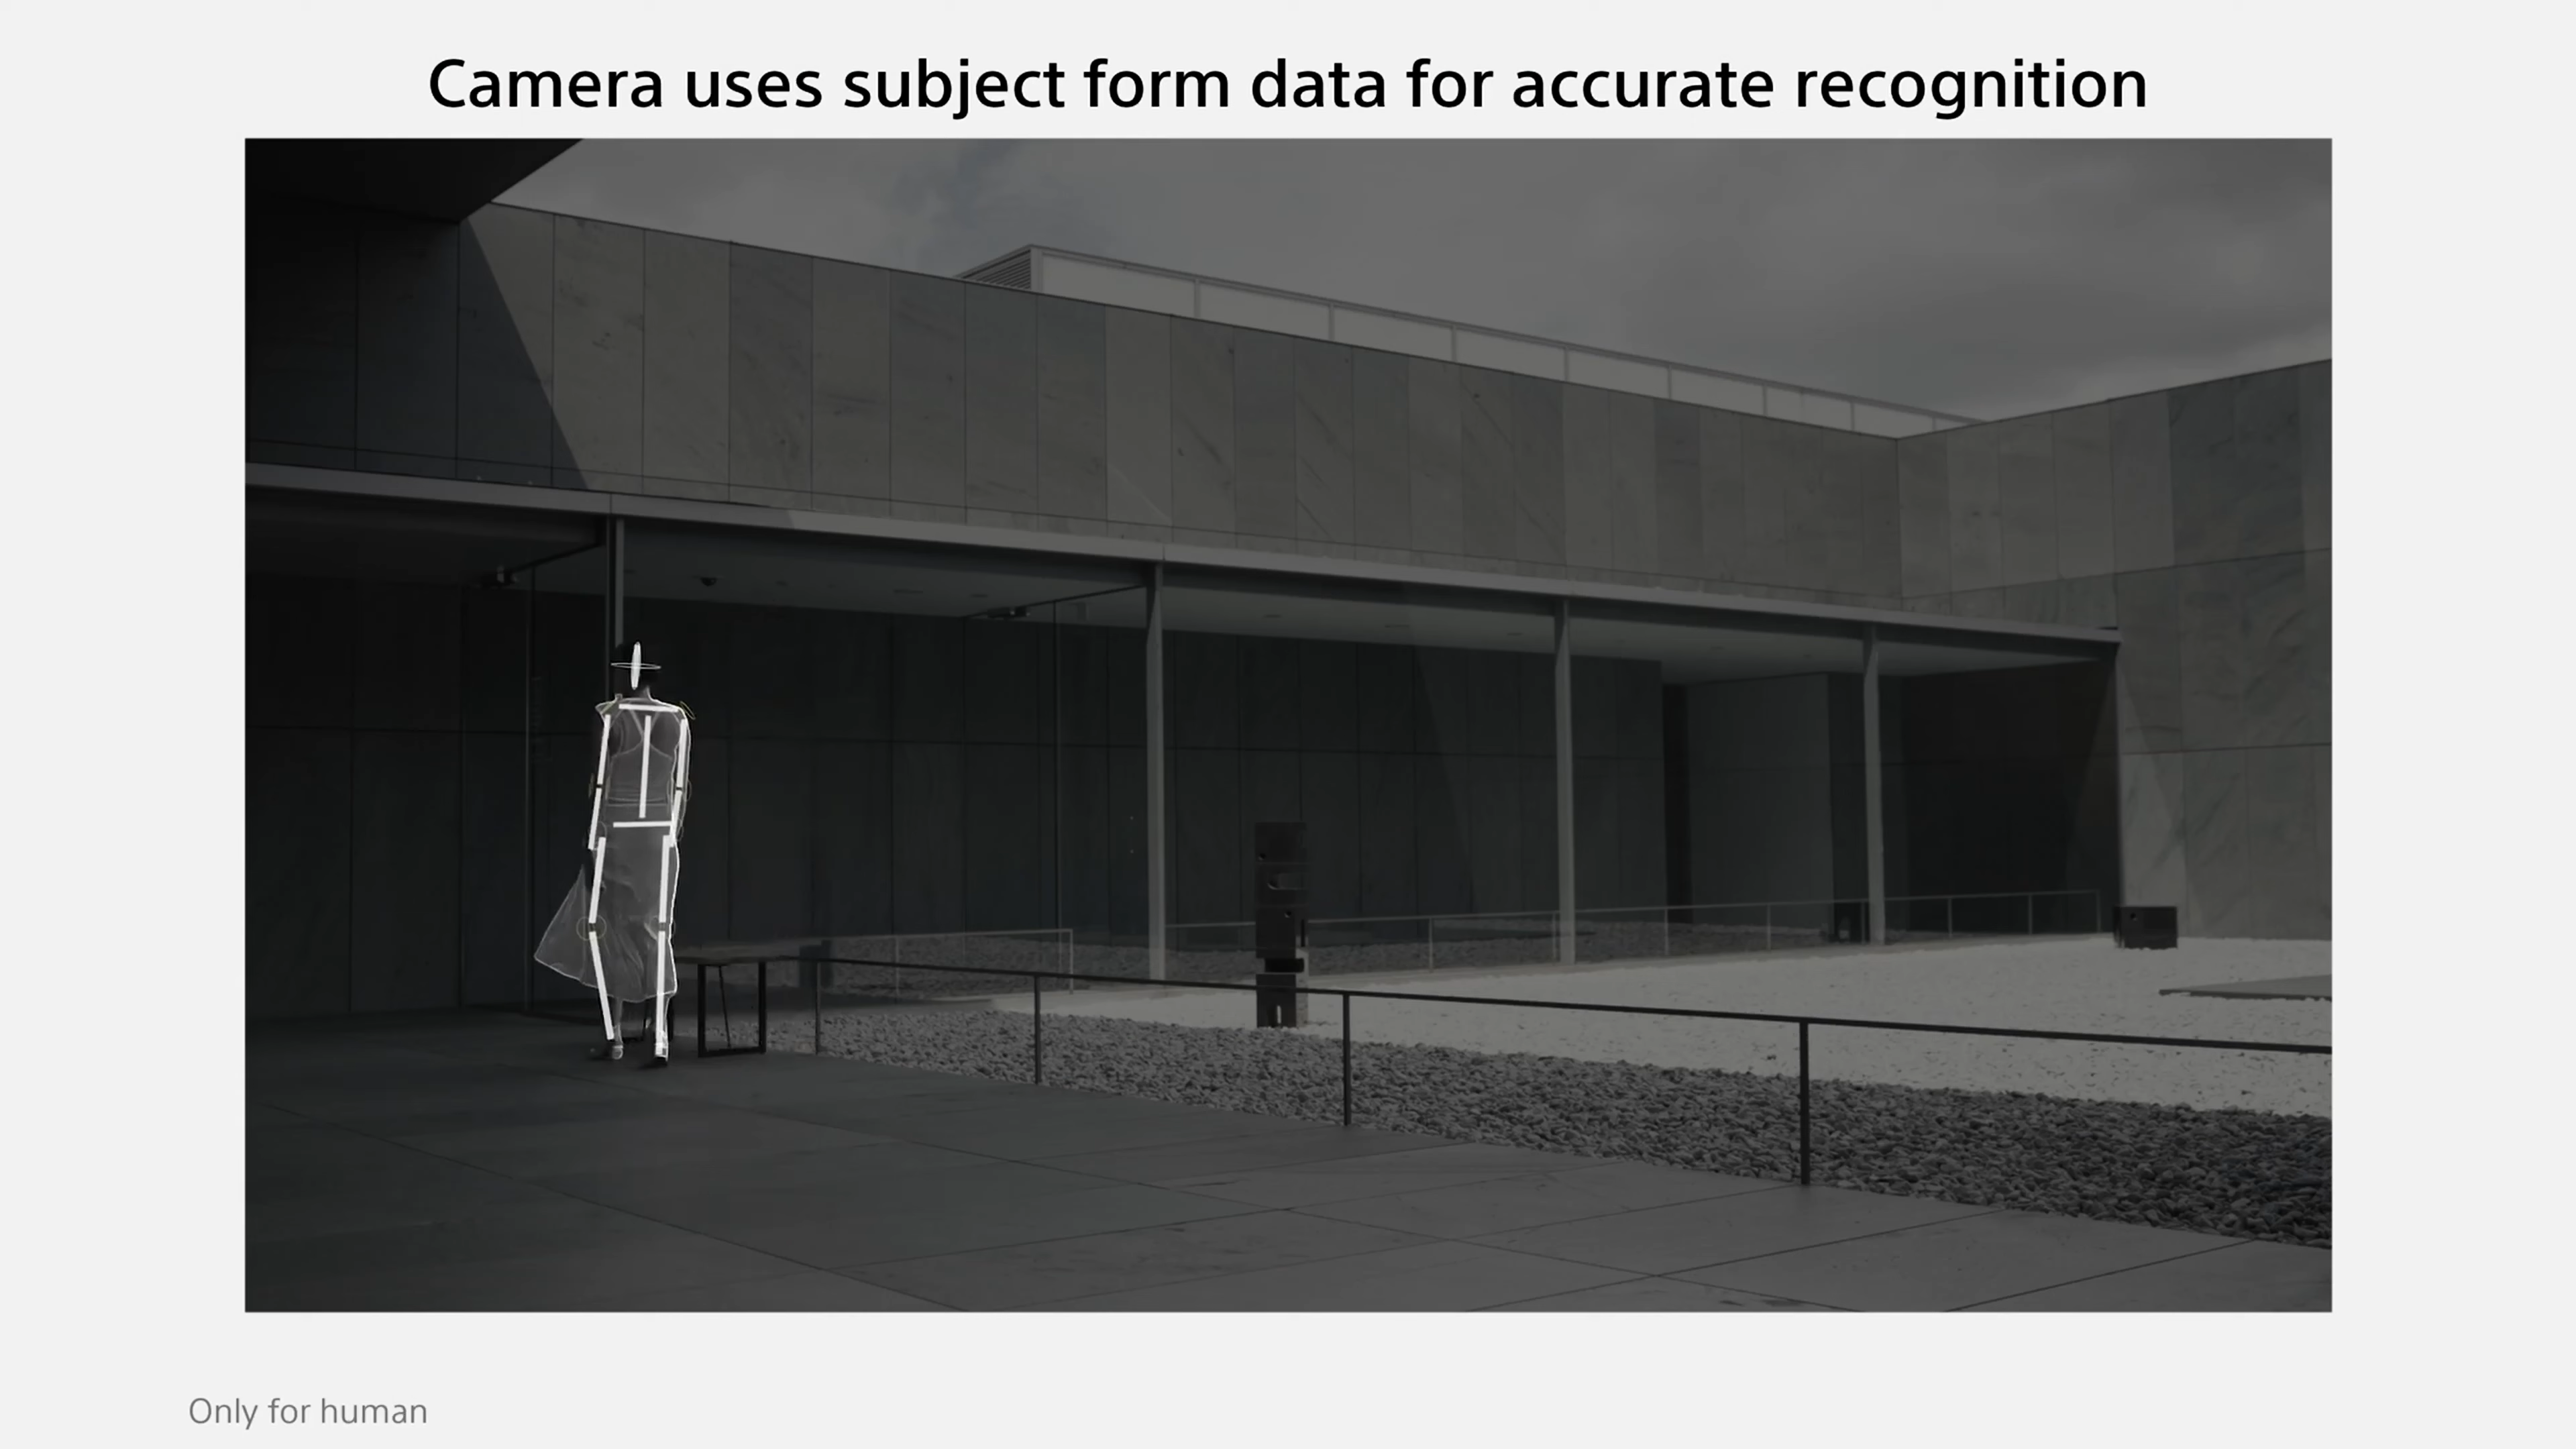 Camera uses subject form data for accurate recognition
Only for human